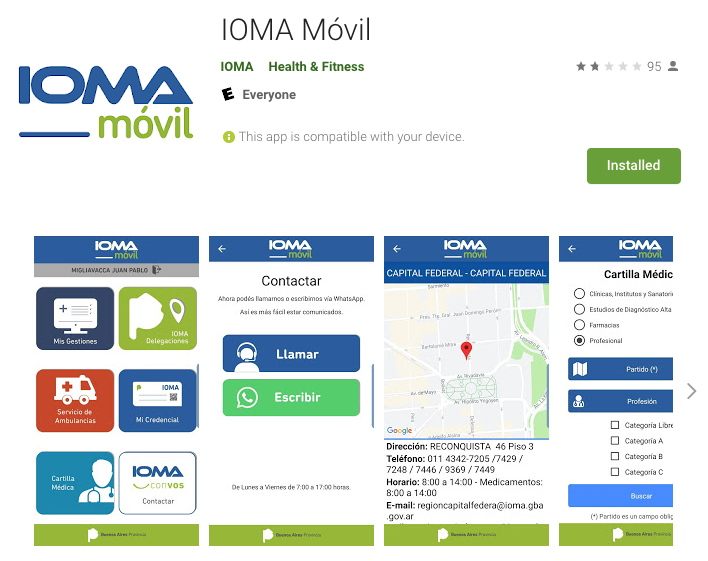 IOMA Móvil
IOMA
móvil
IOMA Health & Fitness
95
E Everyone
This app is compatible with your device.
Installed
IOMA
móvil
MIGLIAVACCA JUAN PABLO
Mis Gestiones
IOMA
Delegaciones
Servicio de
Ambulancias
IOMA
Mi Credencial
Cartilla
Médica
IOMA
convos
Contactar
Buenos Aires Provincia
IOMA
móvil
Contactar
Ahora podés llamarnos o escribirnos vía WhatsApp.
Así es más fácil estar comunicados.
Llamar
Escribir
De Lunes a Viernes de 7:00 a 17:00 horas.
Buenos Aires Provincia
IOMA
móvil
CAPITAL FEDERAL - CAPITAL FEDERAL
Sarmiento
Pres. Tte. Gral. Juan Domingo Perón
Bartolomé Mitre
Av. Rivadavia
Av. de Mayo
Av. Hipólito Yrigoyen
Google
Dirección: RECONQUISTA 46 Piso 3
Teléfono: 011 4342-7205 /7429 /
7248 / 7446 / 9369 / 7449
Horario: 8:00 a 14:00 - Medicamentos:
8:00 a 14:00
E-mail: regioncapitalfedera@ioma.gba
.gov.ar
Buenos Aires Provincia
IOMA
móvil
Cartilla Médic
Clínicas, Institutos y Sanatorio
Estudios de Diagnóstico Alta
Farmacias
Profesional
Partido (*)
Profesión
Categoría Libre
Categoría A
Categoría B
Categoría C
Buscar
(*) Partido es un campo oblig
Buenos Aires Provinc